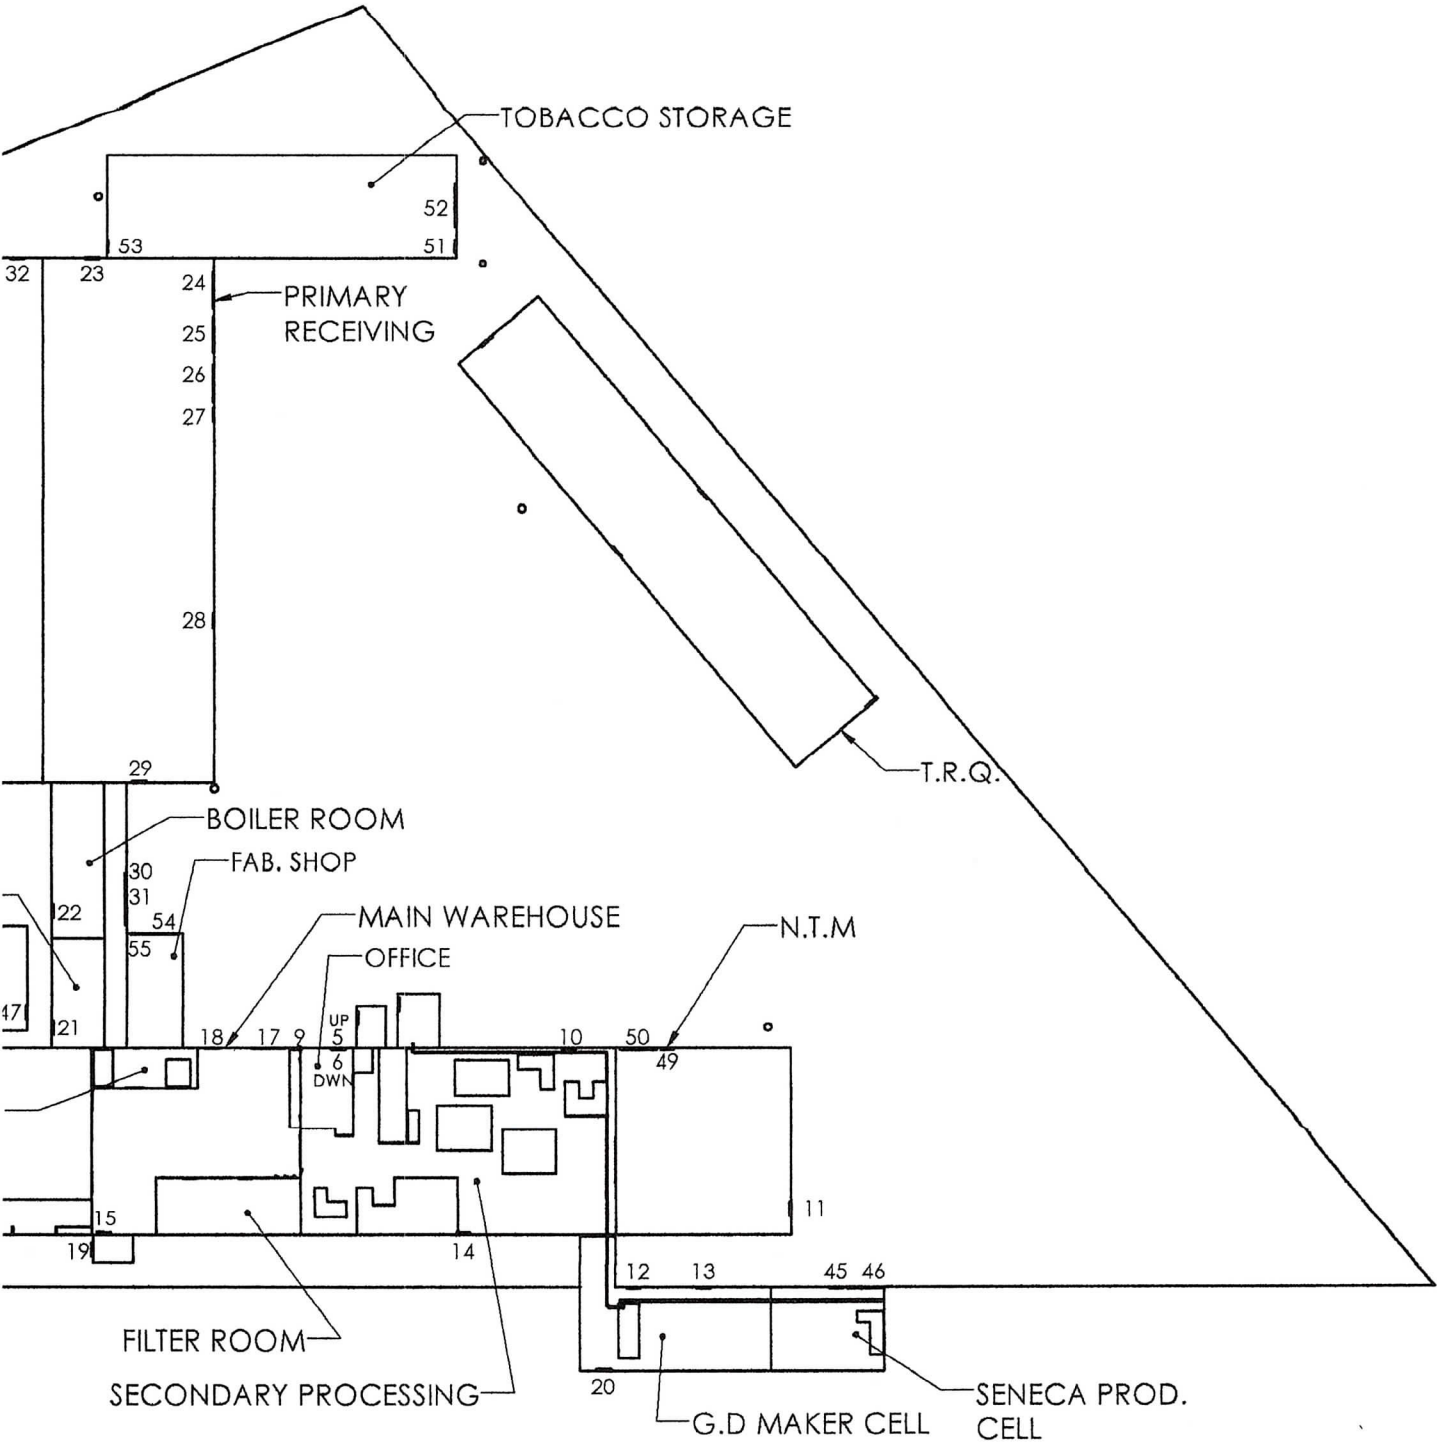 TOBACCO STORAGE
52
53
51
32
23
24
PRIMARY
RECEIVING
25
26
27
28
29
T.R.Q.
BOILER ROOM
FAB. SHOP
30
31
22
54
MAIN WAREHOUSE
N.T.M
55
OFFICE
47
21
UP
18
17
9
5
10
50
6
49
DWN
11
15
19
14
12
13
45
46
FILTER ROOM
SECONDARY PROCESSING
20
G.D MAKER CELL
SENECA PROD.
CELL